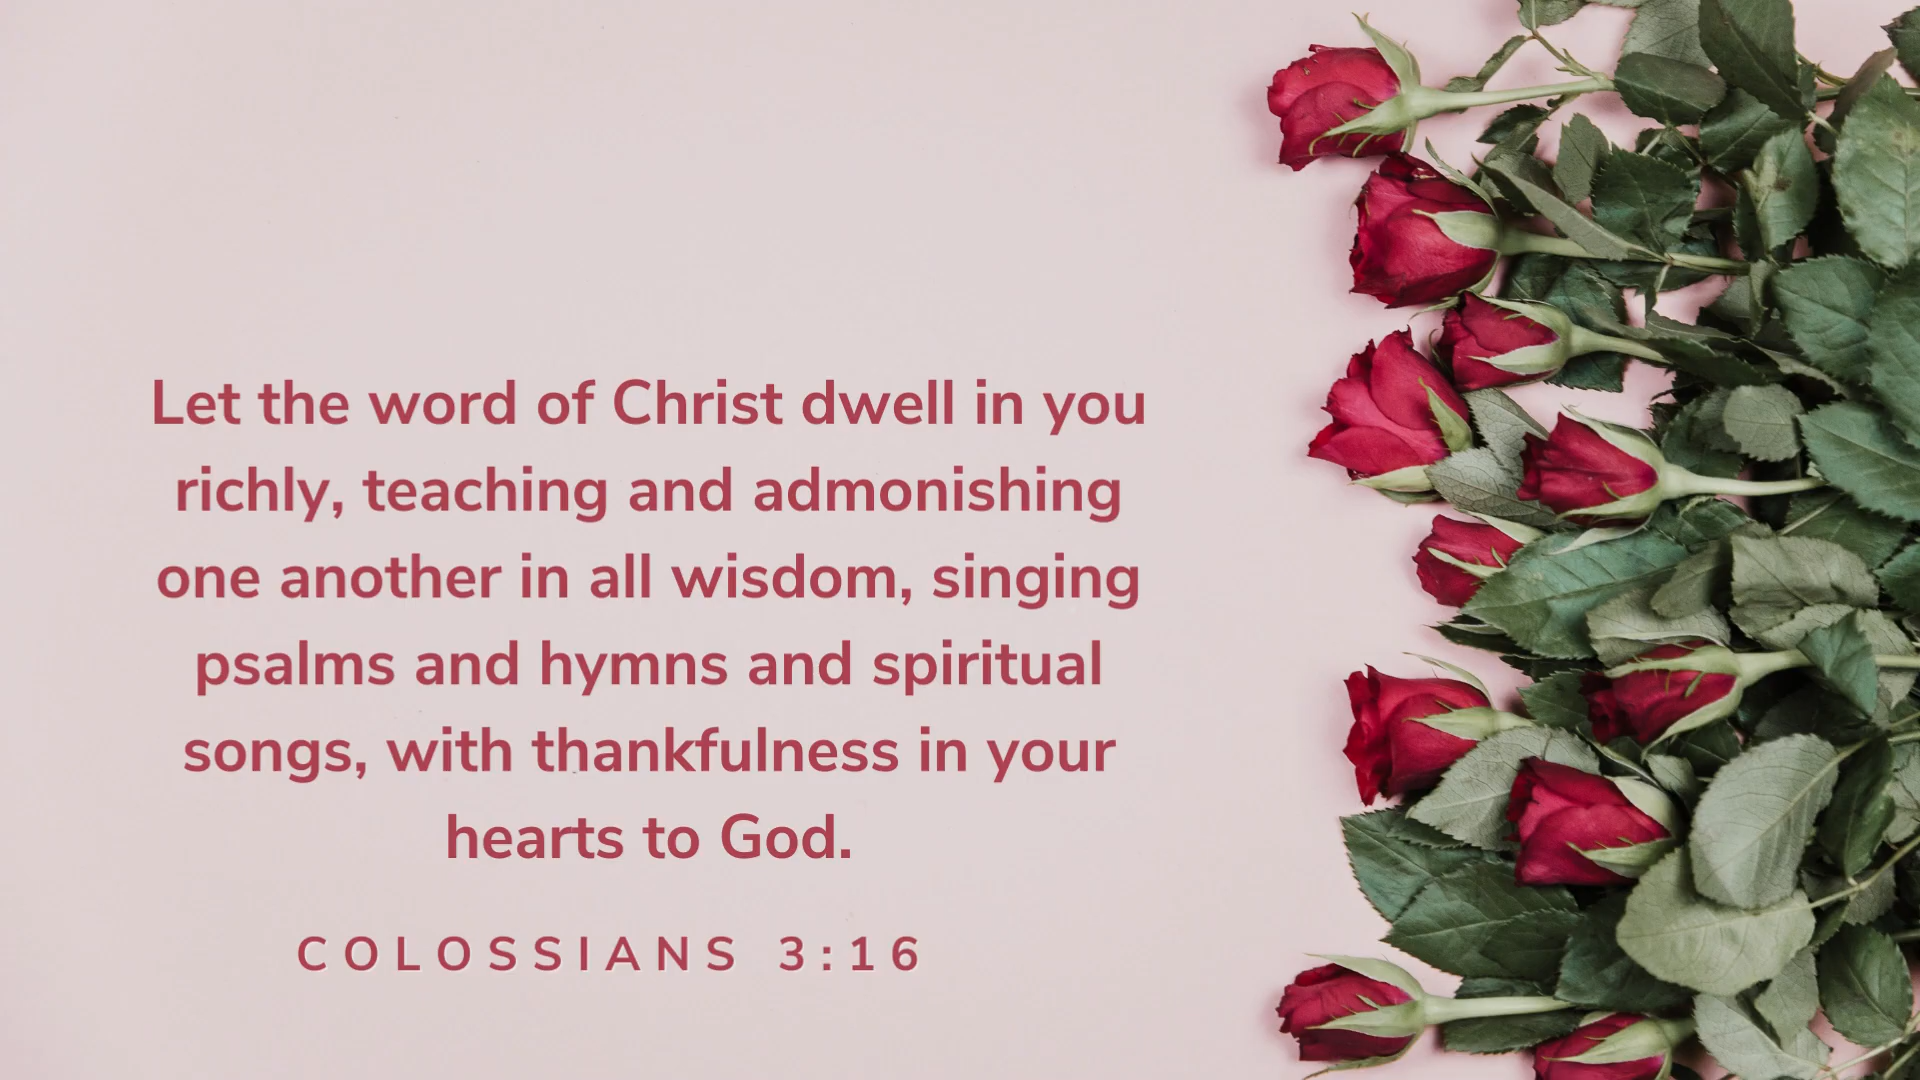 Let the word of Christ dwell in you
richly, teaching and admonishing
one another in all wisdom, singing
psalms and hymns and spiritual
songs, with thankfulness in your
hearts to God.
COLOSSIANS 3:16